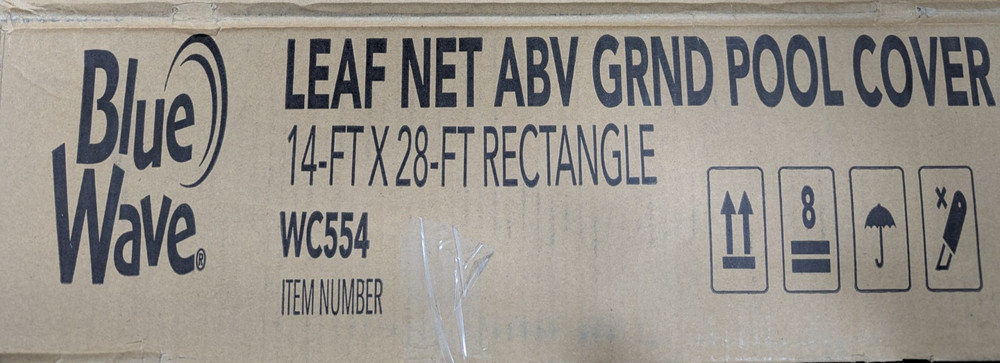 Blue
Wave®
LEAF NET ABV GRND POOL COVER
14-FT X 28-FT RECTANGLE
WC554
ITEM NUMBER
8